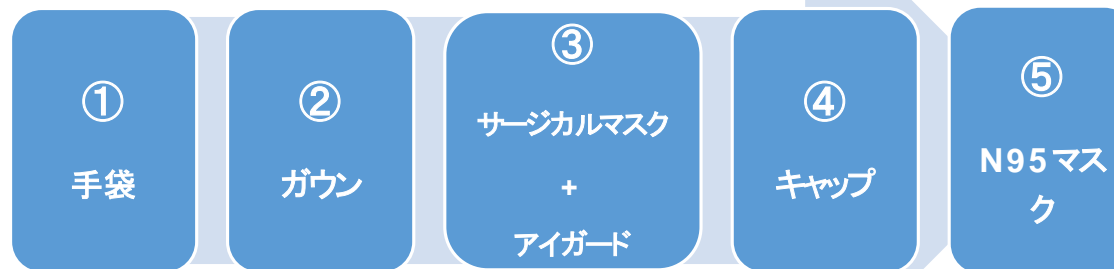 ①
手袋
②
ガウン
③
サージカルマスク
+
アイガード
④
キャップ
⑤
N95マス
ク